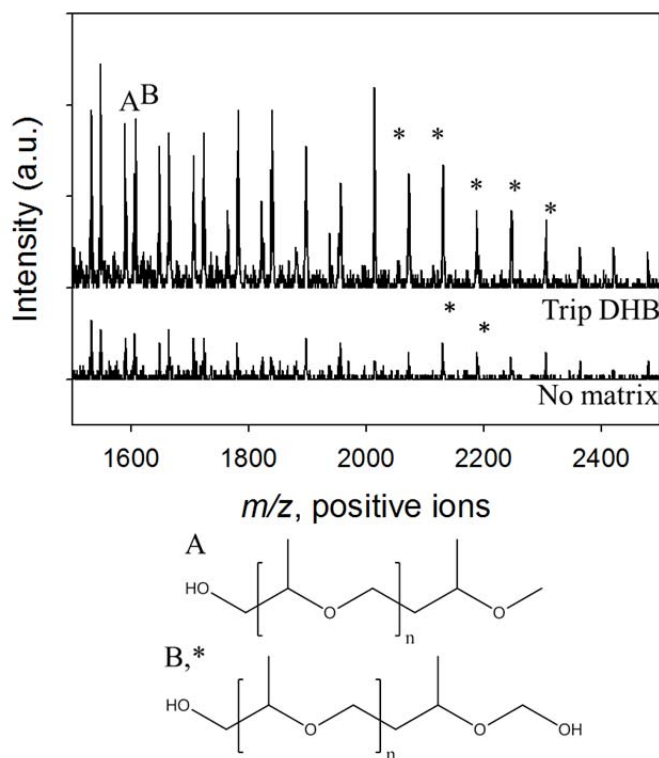 Intensity (a.u.)
A B
* * * * *
Trip DHB
* *
No matrix
1600 1800 2000 2200 2400
m/z, positive ions
A
HO O O
n
B,*
HO O O OH
n